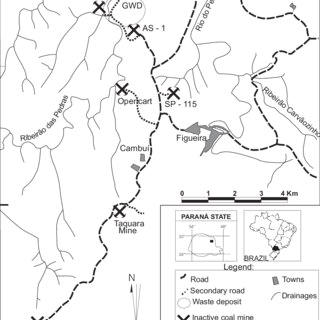 GWD
AS - 1
Rio do Pa
Opencart
SP - 115
Ribeirão das Pedras
Ribeirão Carvãozinho
Figueira
Cambuí
0 1 2 3 4 Km
Taquara
Mine
PARANÁ STATE
BRAZIL
Legend:
Road
Towns
Secondary road
Waste deposit
Drainages
Inactive coal mine
N